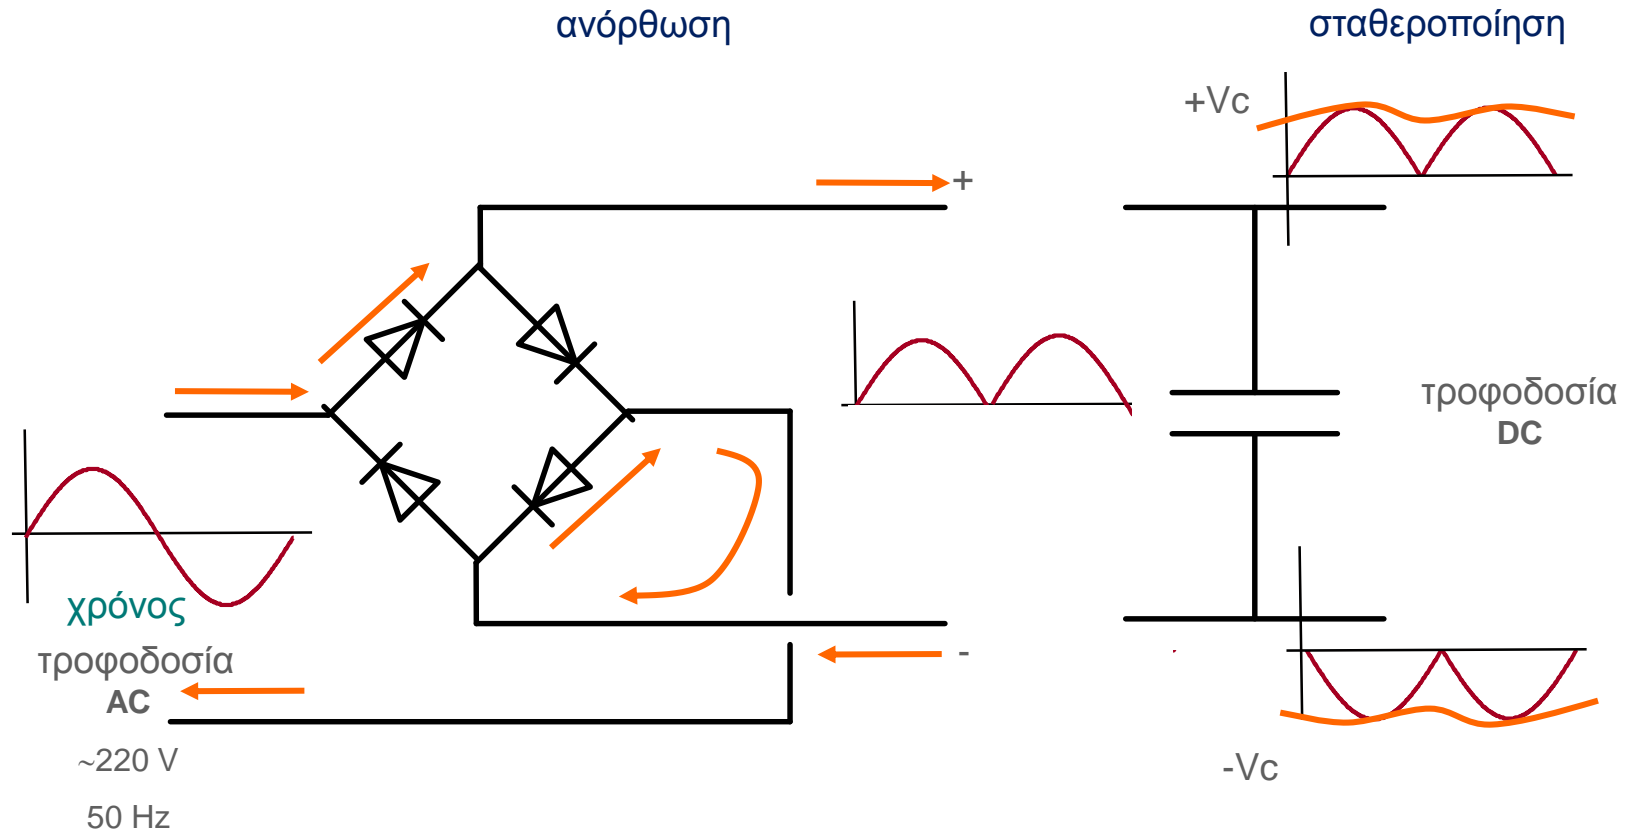 ανόρθωση
σταθεροποίηση
+Vc
+
τροφοδοσία
DC
χρόνος
τροφοδοσία
AC
~220 V
50 Hz
-
-Vc